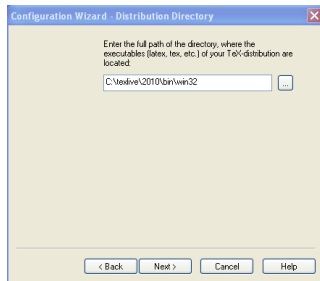 Configuration Wizard - Distribution Directory
Enter the full path of the directory, where the
executables (latex, tex, etc.) of your TeX-distribution are
located:
C:\texlive\2010\bin\win32
...
< Back
Next >
Cancel
Help